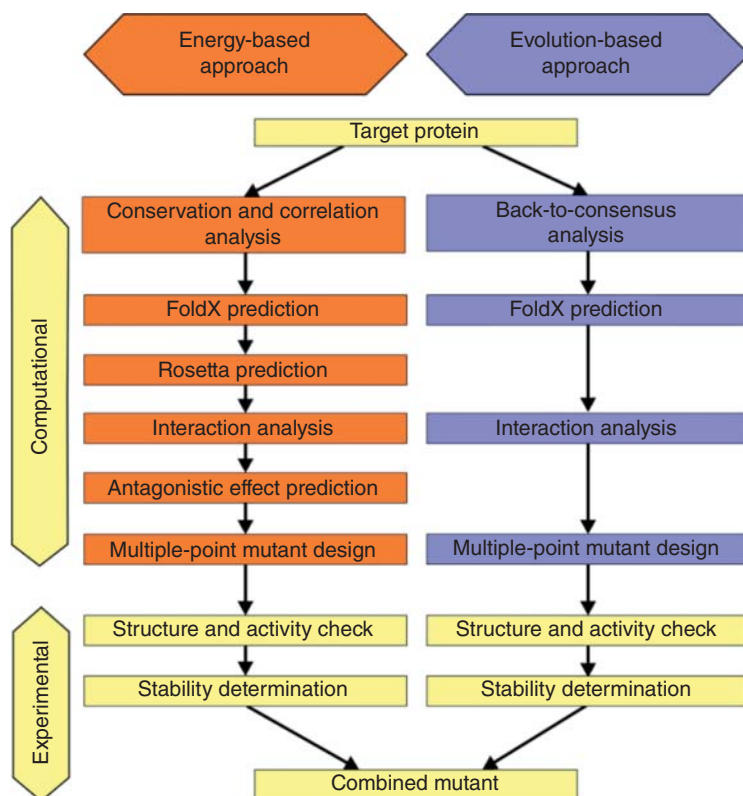 Energy-based
approach
Evolution-based
approach
Target protein
Computational
Conservation and correlation
analysis
Back-to-consensus
analysis
FoldX prediction
FoldX prediction
Rosetta prediction
Interaction analysis
Interaction analysis
Antagonistic effect prediction
Multiple-point mutant design
Multiple-point mutant design
Experimental
Structure and activity check
Structure and activity check
Stability determination
Stability determination
Combined mutant